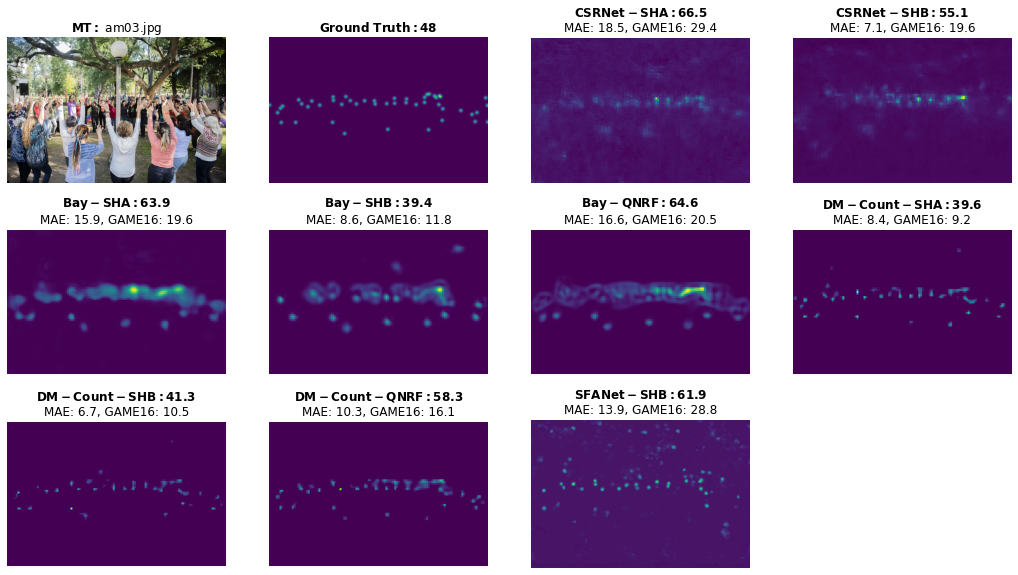 MT: am03.jpg
Ground Truth: 48
CSRNet − SHA: 66.5
MAE: 18.5, GAME16: 29.4
CSRNet − SHB: 55.1
MAE: 7.1, GAME16: 19.6
Bay − SHA: 63.9
MAE: 15.9, GAME16: 19.6
Bay − SHB: 39.4
MAE: 8.6, GAME16: 11.8
Bay − QNRF: 64.6
MAE: 16.6, GAME16: 20.5
DM − Count − SHA: 39.6
MAE: 8.4, GAME16: 9.2
DM − Count − SHB: 41.3
MAE: 6.7, GAME16: 10.5
DM − Count − QNRF: 58.3
MAE: 10.3, GAME16: 16.1
SFANet − SHB: 61.9
MAE: 13.9, GAME16: 28.8